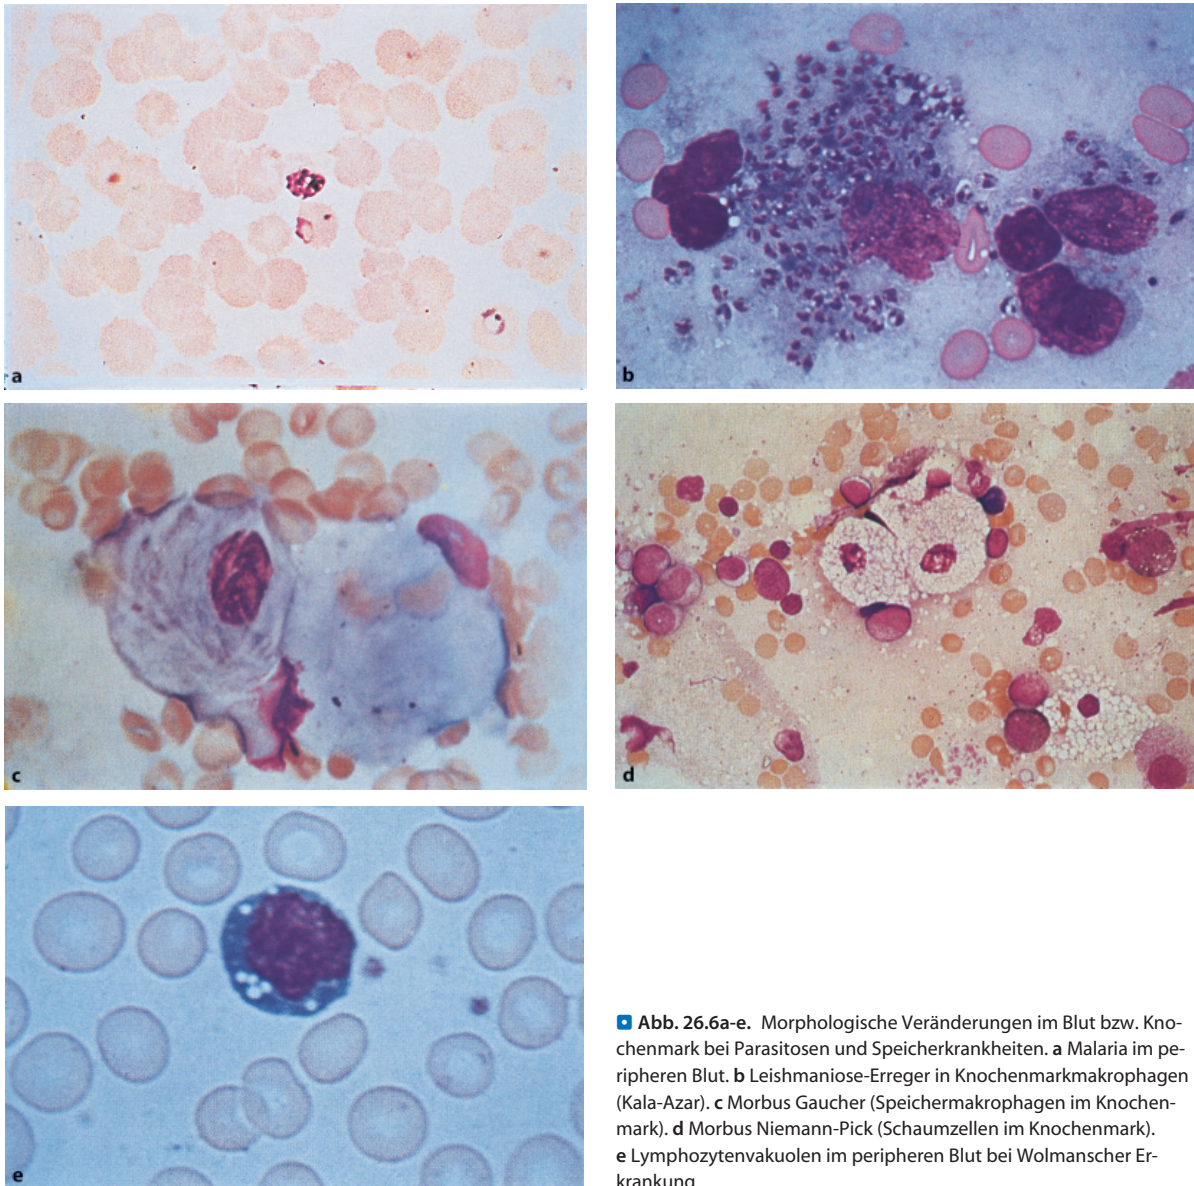 a
b
c
d
e
Abb. 26.6a-e. Morphologische Veränderungen im Blut bzw. Kno-
chenmark bei Parasitosen und Speicherkrankheiten. a Malaria im pe-
ripheren Blut. b Leishmaniose-Erreger in Knochenmarkmakrophagen
(Kala-Azar). c Morbus Gaucher (Speichermakrophagen im Knochen-
mark). d Morbus Niemann-Pick (Schaumzellen im Knochenmark).
e Lymphozytenvakuolen im peripheren Blut bei Wolmanscher Er-
krankung